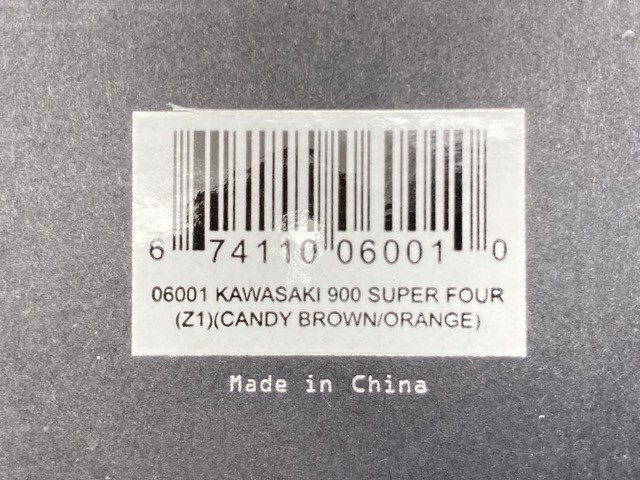 6 74110 06001 0
06001 KAWASAKI 900 SUPER FOUR
(Z1)(CANDY BROWN/ORANGE)
Made in China